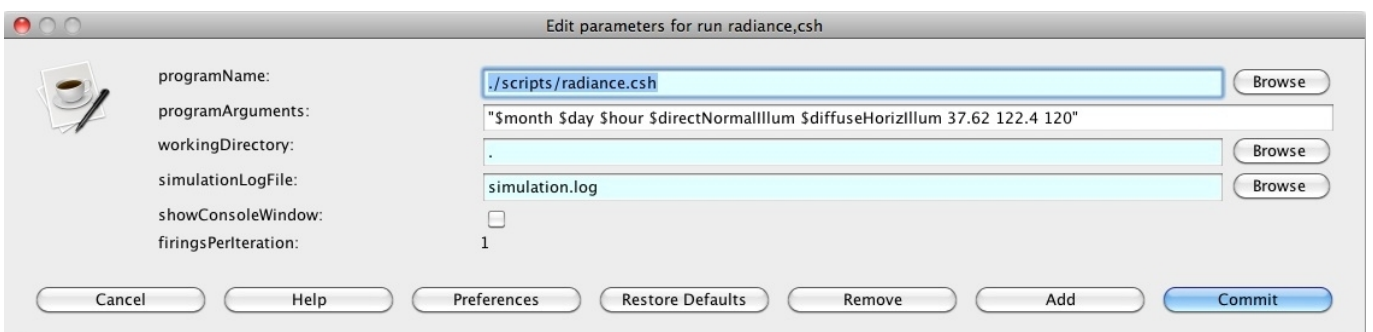 Edit parameters for run radiance,csh
programName: ./scripts/radiance.csh Browse
programArguments: "$month $day $hour $directNormalIllum $diffuseHorizIllum 37.62 122.4 120"
workingDirectory: . Browse
simulationLogFile: simulation.log Browse
showConsoleWindow:
firingsPerIteration: 1
Cancel Help Preferences Restore Defaults Remove Add Commit